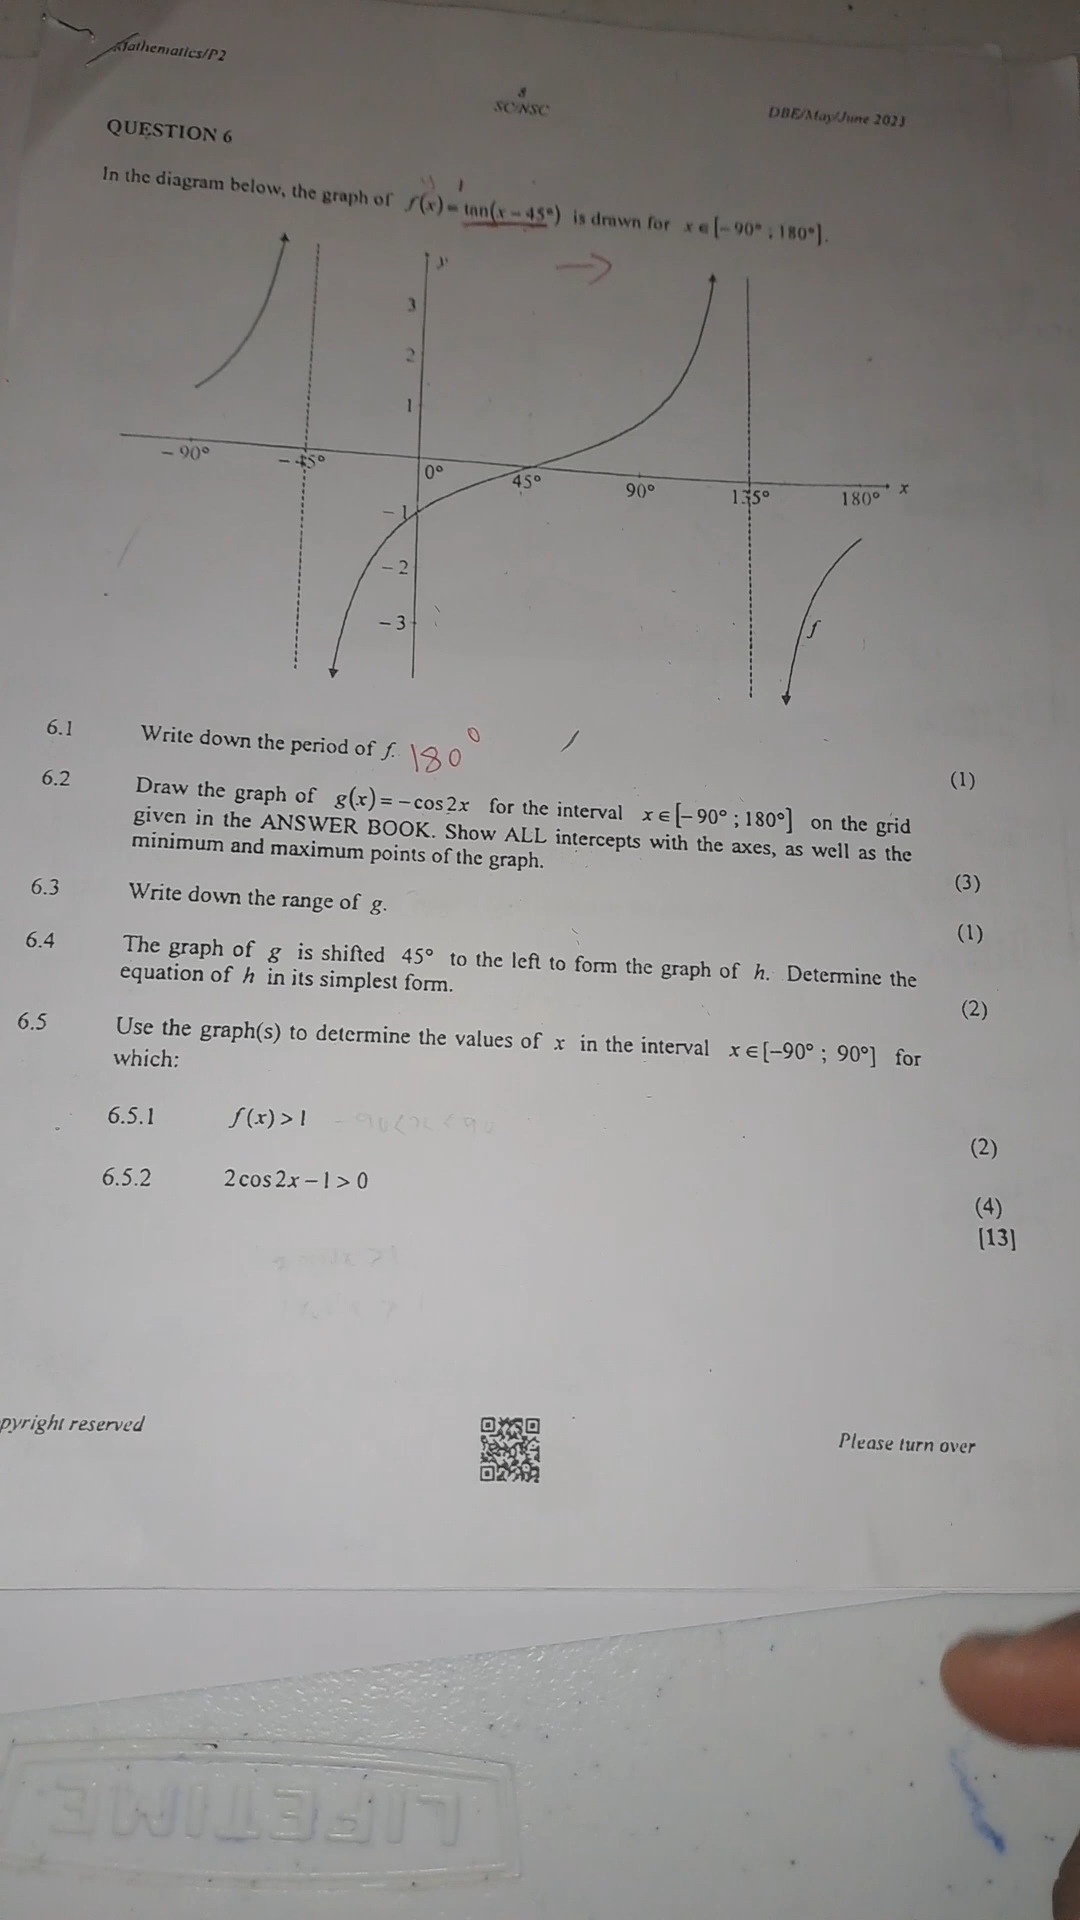 Mathematics/P2
8
SC/NSC
DBE/May/June 2023
QUESTION 6
In the diagram below, the graph of f(x) = tan(x − 45°) is drawn for x ∈ [− 90° ; 180°].
y
3
2
1
− 90°
− 45°
0°
45°
90°
135°
180°
x
− 1
− 2
− 3
f
6.1 Write down the period of f. 180°
(1)
6.2 Draw the graph of g(x) = − cos 2x for the interval x ∈ [− 90° ; 180°] on the grid
given in the ANSWER BOOK. Show ALL intercepts with the axes, as well as the
minimum and maximum points of the graph.
(3)
6.3 Write down the range of g.
(1)
6.4 The graph of g is shifted 45° to the left to form the graph of h. Determine the
equation of h in its simplest form.
(2)
6.5 Use the graph(s) to determine the values of x in the interval x ∈ [−90° ; 90°] for
which:
6.5.1 f(x) > 1 - 90<x<90
(2)
6.5.2 2 cos 2x − 1 > 0
(4)
[13]
pyright reserved
Please turn over
LIFETIME